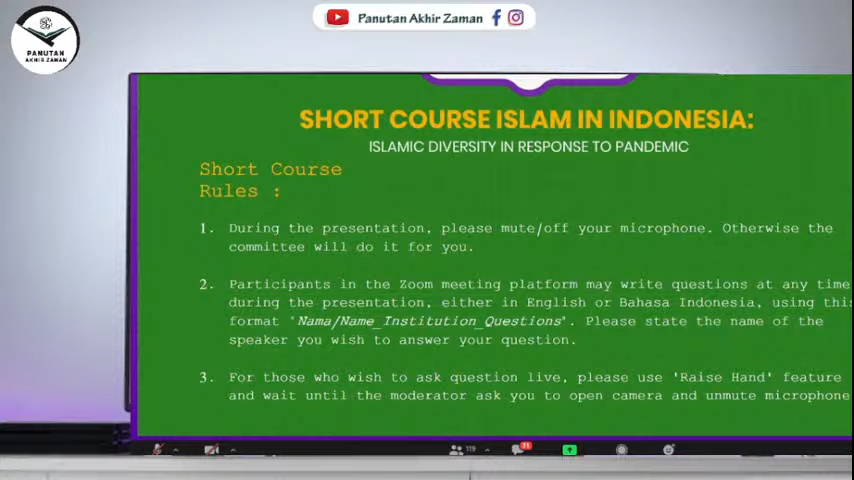 Panutan Akhir Zaman
PANUTAN
AKHIR ZAMAN
SHORT COURSE ISLAM IN INDONESIA:
ISLAMIC DIVERSITY IN RESPONSE TO PANDEMIC
Short Course
Rules :
1. During the presentation, please mute/off your microphone. Otherwise the
committee will do it for you.
2. Participants in the Zoom meeting platform may write questions at any time
during the presentation, either in English or Bahasa Indonesia, using this
format "Nama/Name_Institution_Questions". Please state the name of the
speaker you wish to answer your question.
3. For those who wish to ask question live, please use 'Raise Hand' feature
and wait until the moderator ask you to open camera and unmute microphone
119